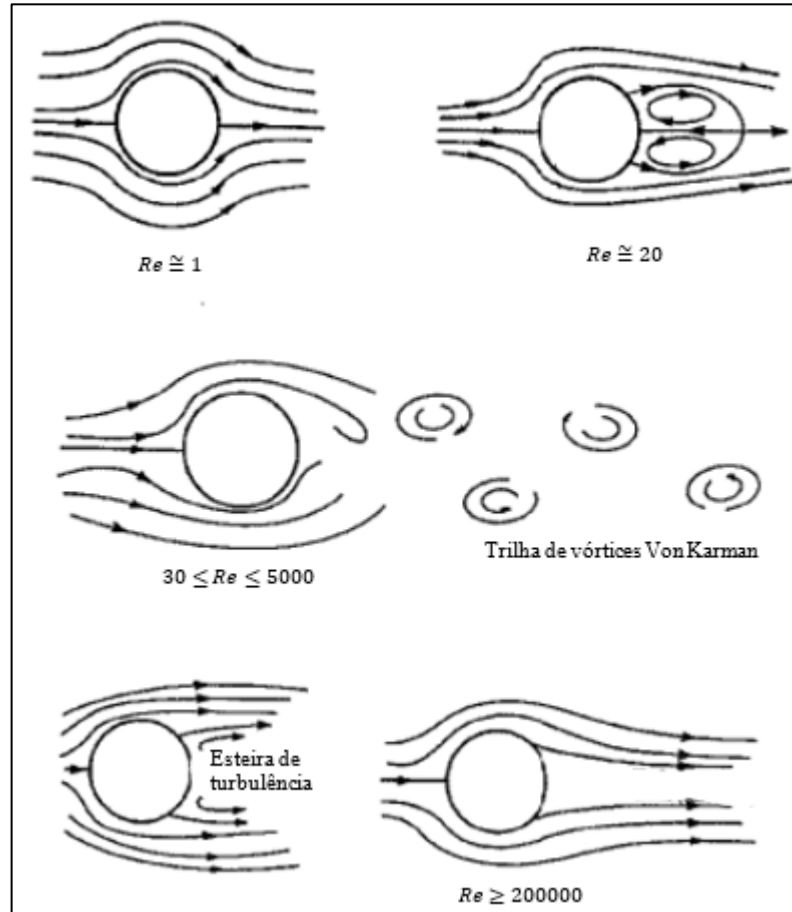 Re ≅ 1
Re ≅ 20
Trilha de vórtices Von Karman
30 ≤ Re ≤ 5000
Esteira de
turbulência
Re ≥ 200000